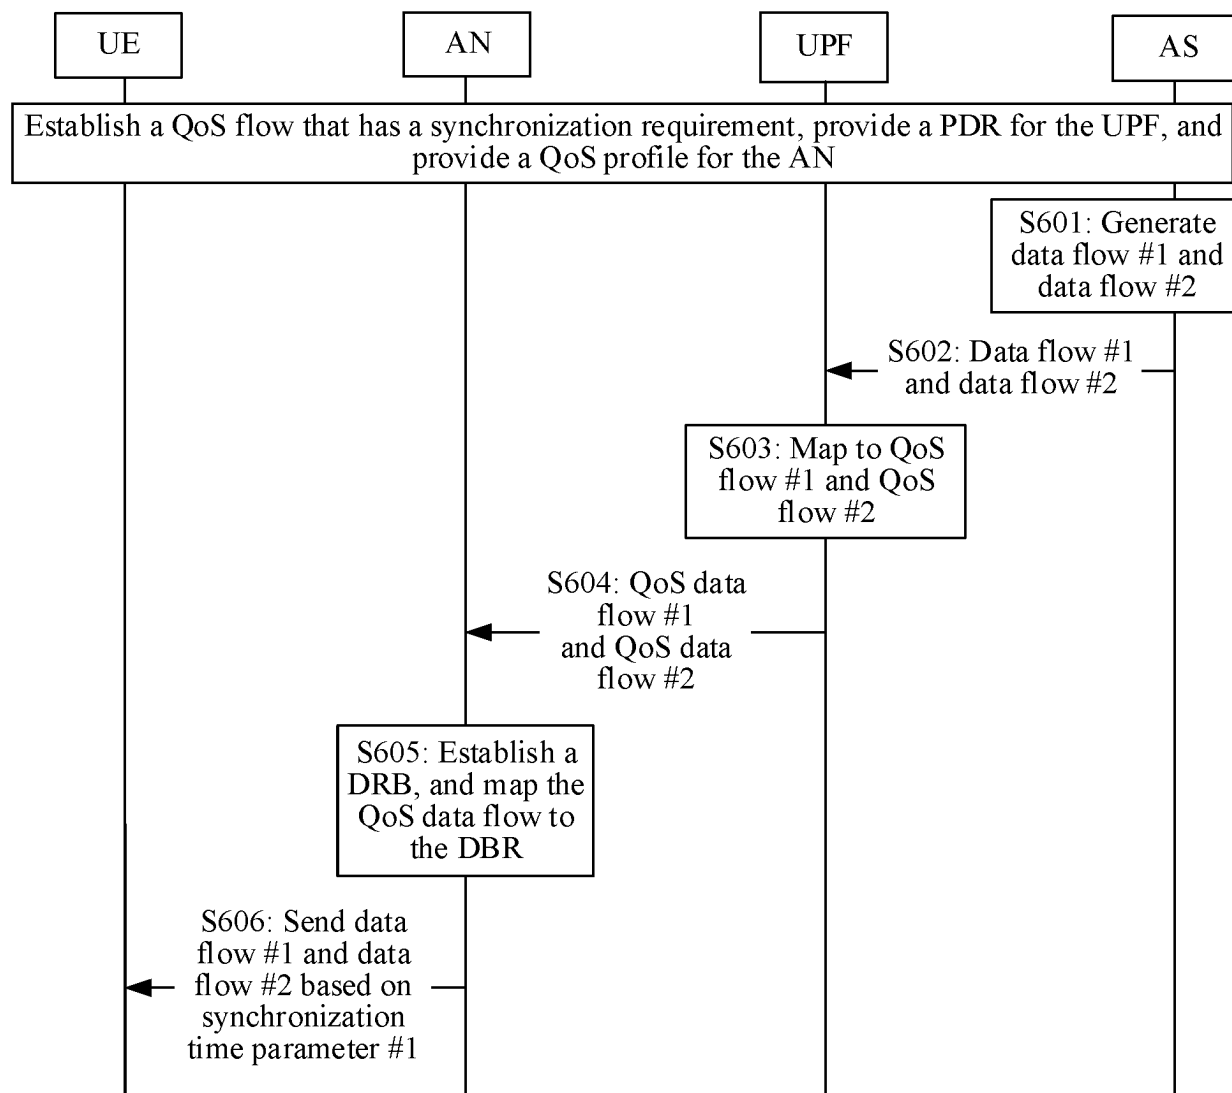 UE
AN
UPF
AS
Establish a QoS flow that has a synchronization requirement, provide a PDR for the UPF, and
provide a QoS profile for the AN
S601: Generate
data flow #1 and
data flow #2
S602: Data flow #1
and data flow #2
S603: Map to QoS
flow #1 and QoS
flow #2
S604: QoS data
flow #1
and QoS data
flow #2
S605: Establish a
DRB, and map the
QoS data flow to
the DBR
S606: Send data
flow #1 and data
flow #2 based on
synchronization
time parameter #1